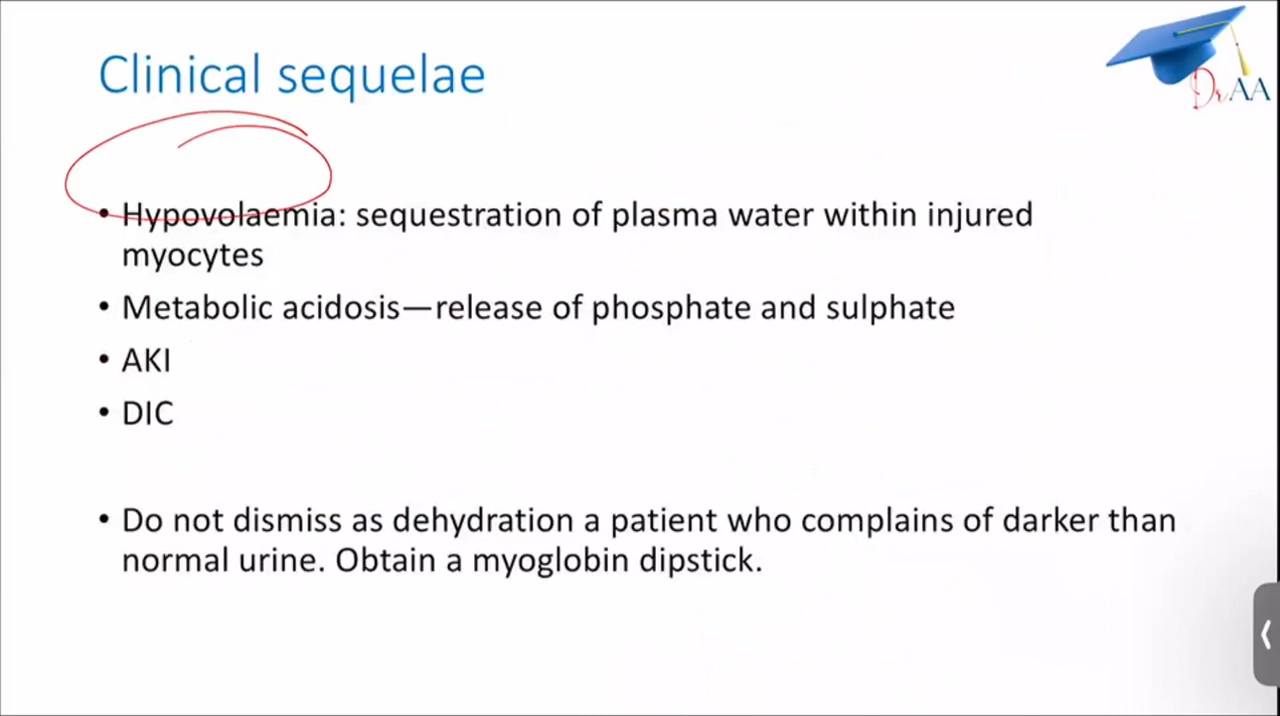 Clinical sequelae
DrAA
• Hypovolaemia: sequestration of plasma water within injured
myocytes
• Metabolic acidosis—release of phosphate and sulphate
• AKI
• DIC
• Do not dismiss as dehydration a patient who complains of darker than
normal urine. Obtain a myoglobin dipstick.